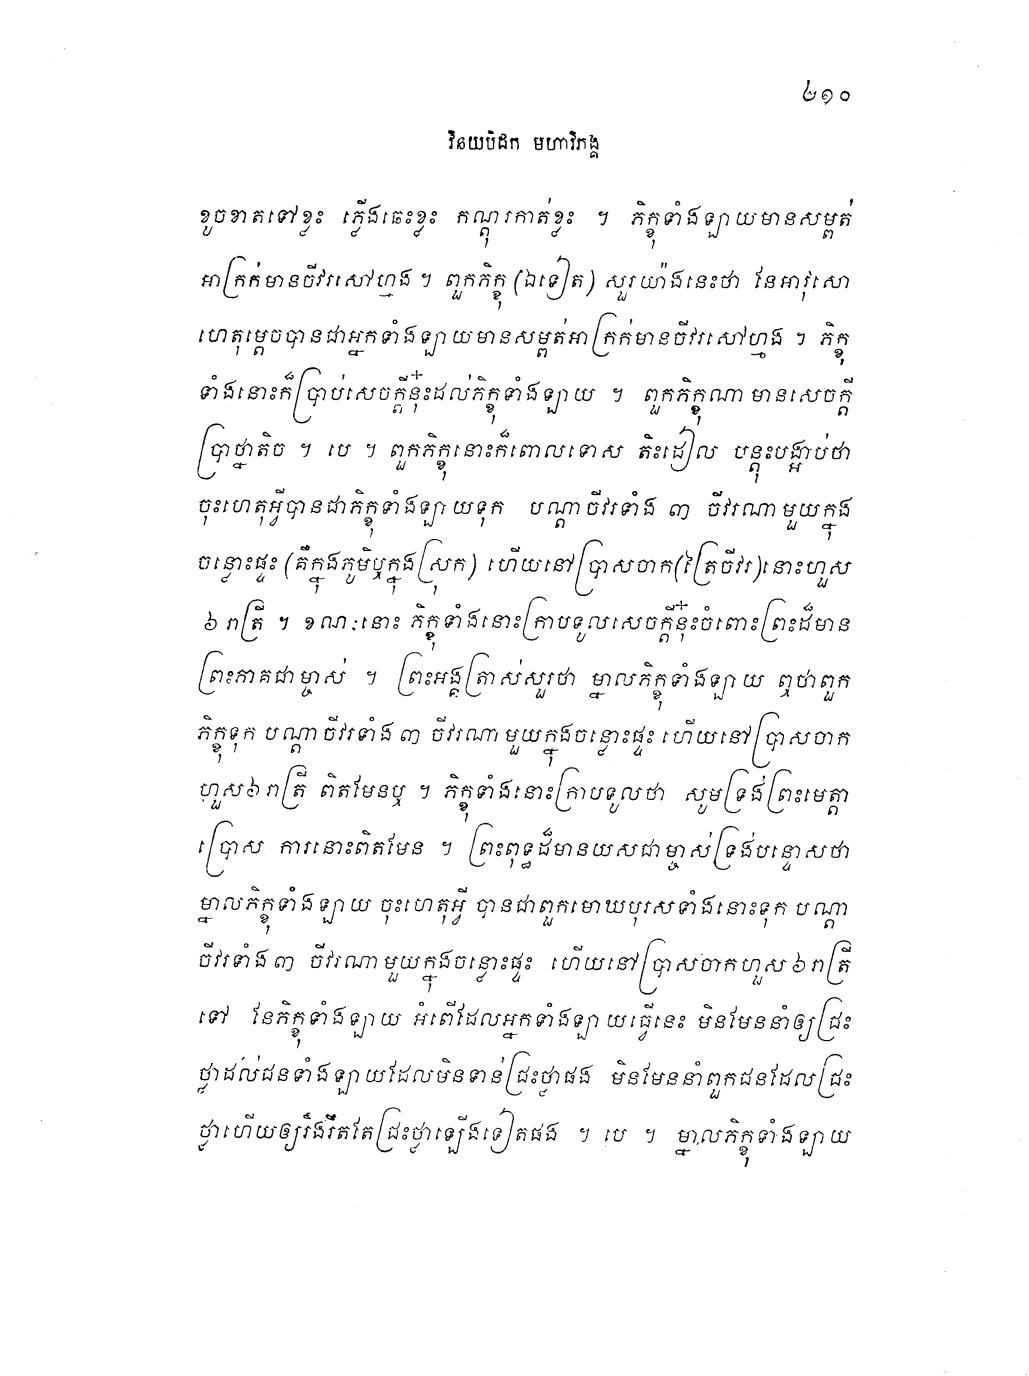 ២១០
វិនយបិដក មហាវិភង្គ
ខូចខាតទៅខ្លះ ភ្លើងឆេះខ្លះ កណ្តុរកាត់ខ្លះ ។ ភិក្ខុទាំងឡាយមានសម្ពត់
អាក្រក់មានចីវរសៅហ្មង ។ ពួកភិក្ខុ (ឯទៀត) សួរយ៉ាងនេះថា នែអាវុសោ
ហេតុម្តេចបានជាអ្នកទាំងឡាយមានសម្ពត់អាក្រក់មានចីវរសៅហ្មង ។ ភិក្ខុ
ទាំងនោះក៏ប្រាប់សេចក្តីនុ៎ះដល់ភិក្ខុទាំងឡាយ ។ ពួកភិក្ខុណាមានសេចក្តី
ប្រាថ្នាតិច ។ បេ ។ ពួកភិក្ខុនោះក៏ពោលទោស តិះដៀល បន្តុះបង្អាប់ថា
ចុះហេតុអ្វីបានជាភិក្ខុទាំងឡាយទុក បណ្តាចីវរទាំង ៣ ចីវរណាមួយក្នុង
ចន្លោះផ្ទះ (គឺក្នុងភូមិឬក្នុងស្រុក) ហើយនៅប្រាសចាក(ត្រៃចីវរ)នោះហួស
៦ រាត្រី ។ ខណៈនោះ ភិក្ខុទាំងនោះក្រាបទូលសេចក្តីនុ៎ះចំពោះព្រះដ៏មាន
ព្រះភាគជាម្ចាស់ ។ ព្រះអង្គត្រាស់សួរថា ម្នាលភិក្ខុទាំងឡាយ ឮថាពួក
ភិក្ខុទុក បណ្តាចីវរទាំង ៣ ចីវរណាមួយក្នុងចន្លោះផ្ទះ ហើយនៅប្រាសចាក
ហួស៦ រាត្រី ពិតមែនឬ ។ ភិក្ខុទាំងនោះក្រាបទូលថា សូមទ្រង់ព្រះមេត្តា
ប្រោស ការនោះពិតមែន ។ ព្រះពុទ្ធដ៏មានយសជាម្ចាស់ទ្រង់បន្ទោសថា
ម្នាលភិក្ខុទាំងឡាយ ចុះហេតុអ្វី បានជាពួកមោឃបុរសទាំងនោះទុក បណ្តា
ចីវរទាំង ៣ ចីវរណាមួយក្នុងចន្លោះផ្ទះ ហើយនៅប្រាសចាកហួស ៦ រាត្រី
ទៅ នែភិក្ខុទាំងឡាយ អំពើដែលអ្នកទាំងឡាយធ្វើនេះ មិនមែននាំឲ្យជ្រះ
ថ្លាដល់ជនទាំងឡាយដែលមិនទាន់ជ្រះថ្លាផង មិនមែននាំពួកជនដែលជ្រះ
ថ្លាហើយឲ្យរឹងរឹតតែជ្រះថ្លាឡើងទៀតផង ។ បេ ។ ម្នាលភិក្ខុទាំងឡាយ